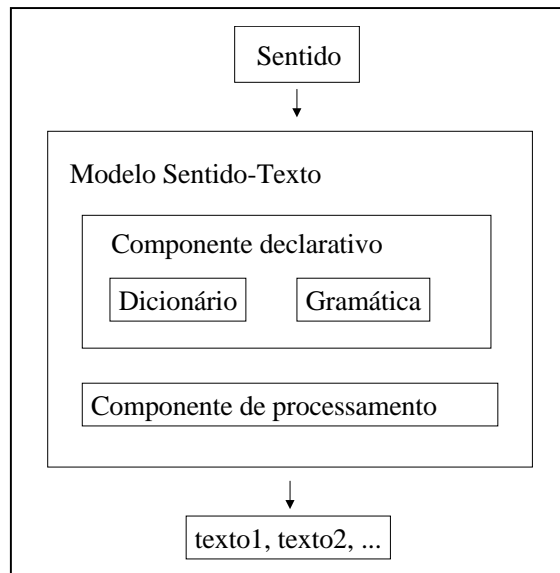 Sentido
Modelo Sentido-Texto
Componente declarativo
Dicionário
Gramática
Componente de processamento
texto1, texto2, ...